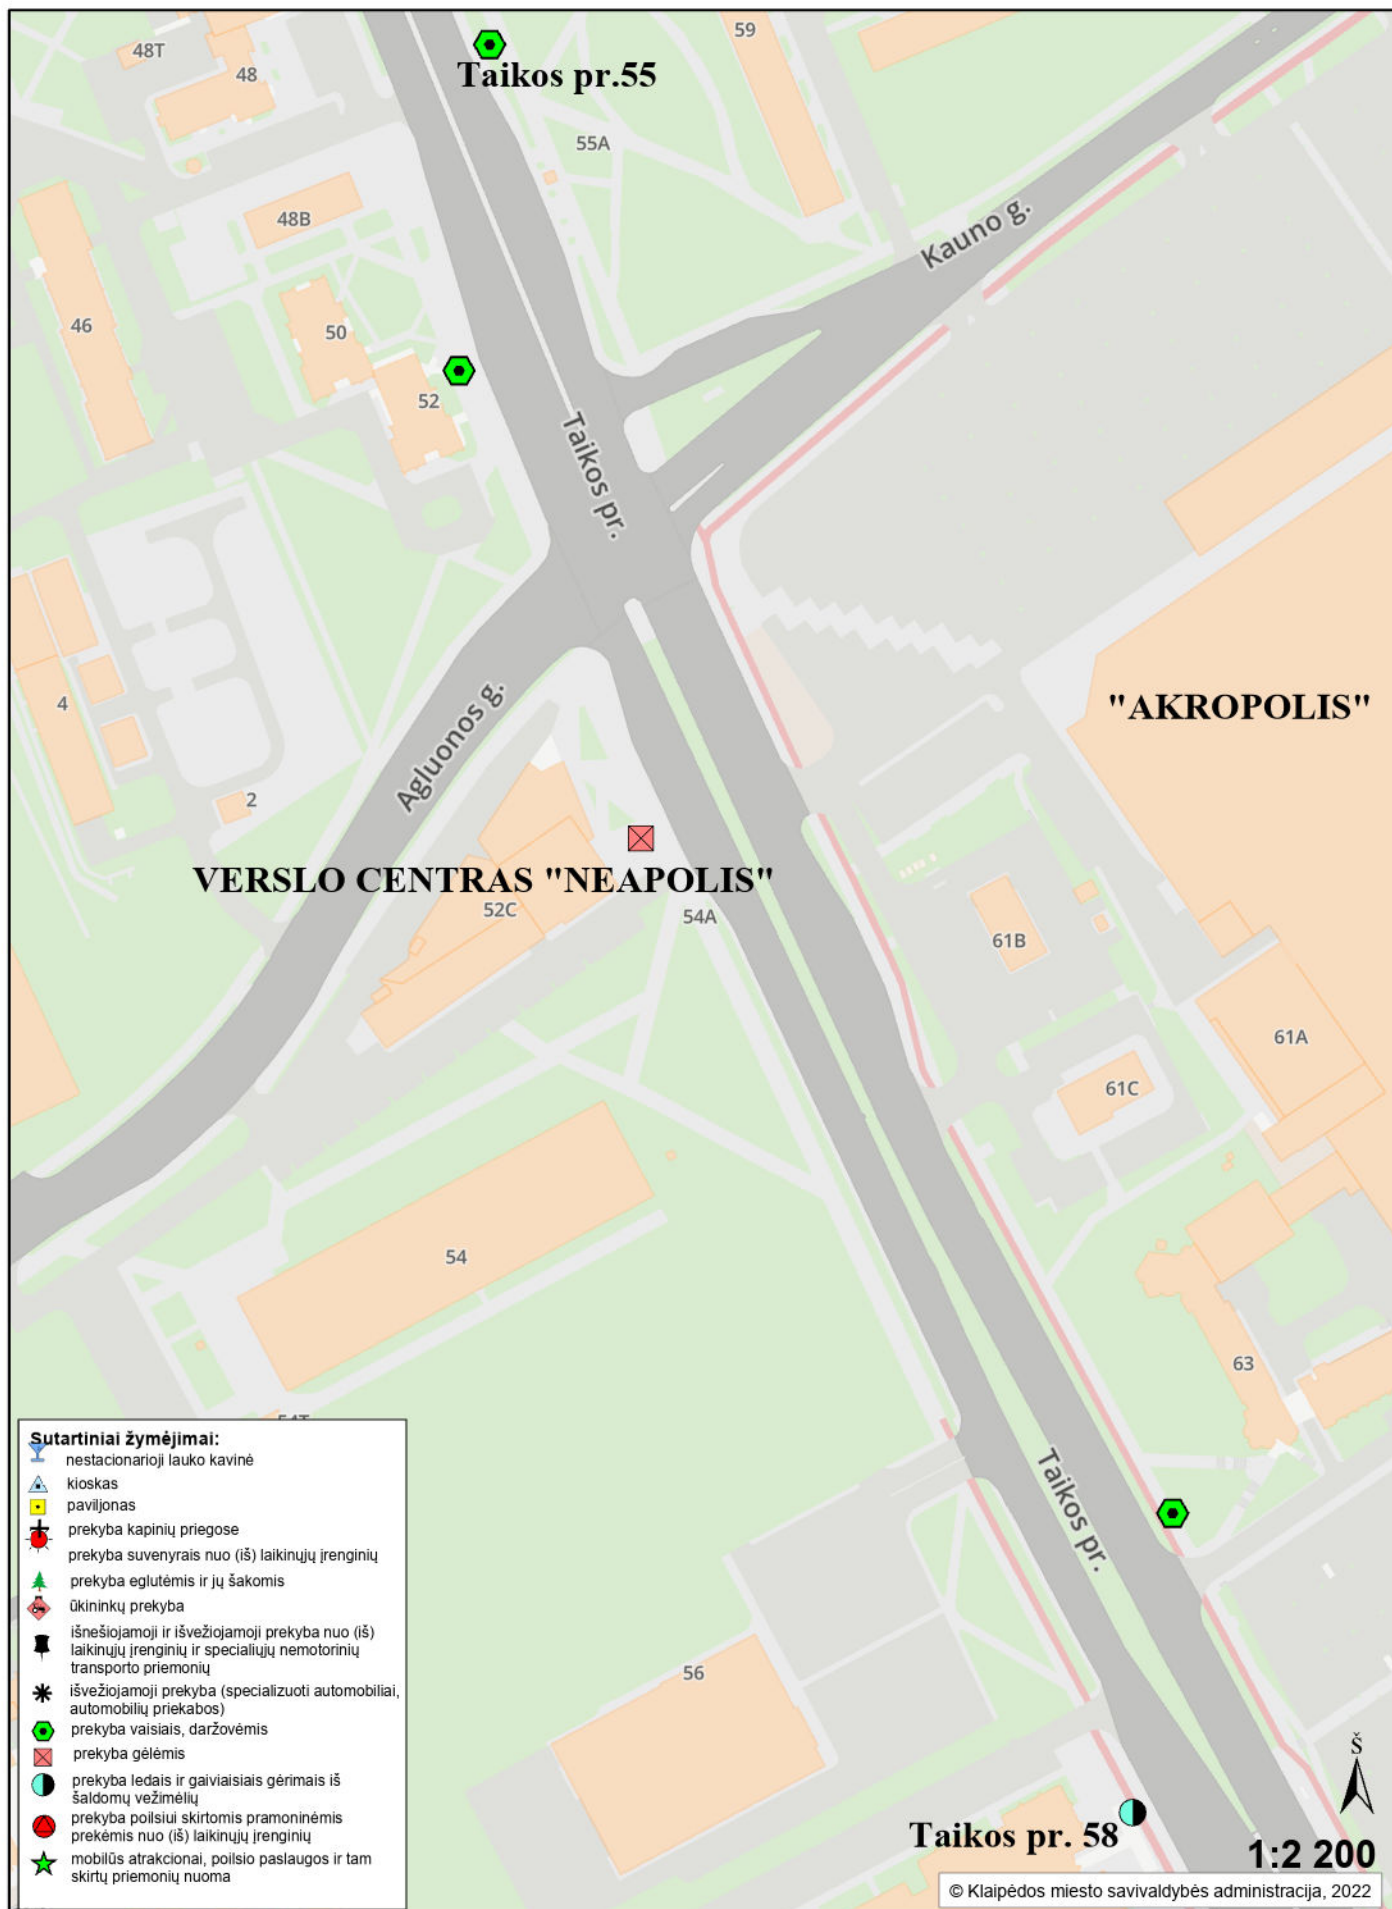 59
48T
48
Taikos pr.55
55A
48B
Kauno g.
46
50
52
Taikos pr.
4
Agluonos g.
"AKROPOLIS"
2
VERSLO CENTRAS "NEAPOLIS"
52C
54A
61B
61A
61C
54
63
Taikos pr.
56
Taikos pr. 58
Sutartiniai žymėjimai:
nestacionarioji lauko kavinė
kioskas
paviljonas
prekyba kapinių priegose
prekyba suvenyrais nuo (iš) laikinųjų įrenginių
prekyba eglutėmis ir jų šakomis
ūkininkų prekyba
išnešiojamoji ir išvežiojamoji prekyba nuo (iš)
laikinųjų įrenginių ir specialiųjų nemotorinių
transporto priemonių
išvežiojamoji prekyba (specializuoti automobiliai,
automobilių priekabos)
prekyba vaisiais, daržovėmis
prekyba gėlėmis
prekyba ledais ir gaiviaisiais gėrimais iš
šaldomų vežimėlių
prekyba poilsiui skirtomis pramoninėmis
prekėmis nuo (iš) laikinųjų įrenginių
mobilūs atrakcionai, poilsio paslaugos ir tam
skirtų priemonių nuoma
Š
1:2 200
© Klaipėdos miesto savivaldybės administracija, 2022